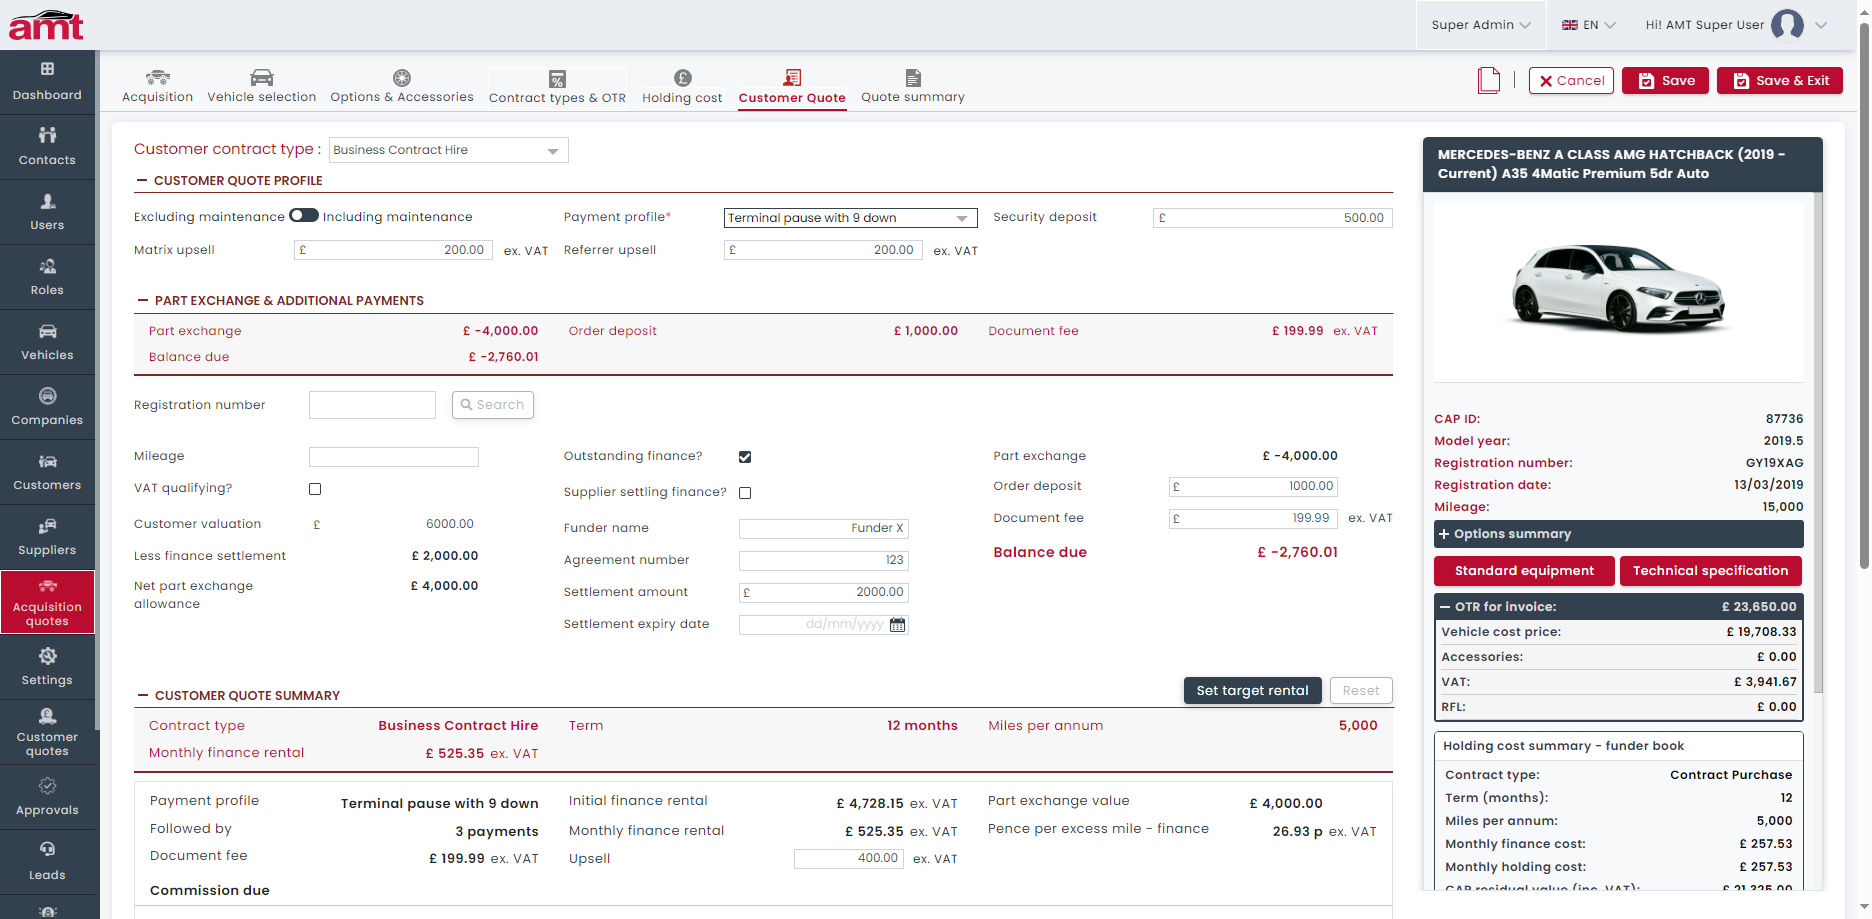 amt
Super Admin
EN
Hi! AMT Super User
Dashboard
Contacts
Users
Roles
Vehicles
Companies
Customers
Suppliers
Acquisition
quotes
Settings
Customer
quotes
Approvals
Leads
Acquisition
Vehicle selection
Options & Accessories
Contract types & OTR
Holding cost
Customer Quote
Quote summary
Cancel
Save
Save & Exit
Customer contract type : Business Contract Hire
CUSTOMER QUOTE PROFILE
Excluding maintenance Including maintenance Payment profile* Terminal pause with 9 down Security deposit £ 500.00
Matrix upsell £ 200.00 ex. VAT Referrer upsell £ 200.00 ex. VAT
PART EXCHANGE & ADDITIONAL PAYMENTS
Part exchange £ -4,000.00 Order deposit £ 1,000.00 Document fee £ 199.99 ex. VAT
Balance due £ -2,760.01
Registration number Search
Mileage
VAT qualifying?
Customer valuation £ 6000.00
Less finance settlement £ 2,000.00
Net part exchange £ 4,000.00
allowance
Outstanding finance?
Supplier settling finance?
Funder name Funder X
Agreement number 123
Settlement amount £ 2000.00
Settlement expiry date dd/mm/yyyy
Part exchange £ -4,000.00
Order deposit £ 1000.00
Document fee £ 199.99 ex. VAT
Balance due £ -2,760.01
CUSTOMER QUOTE SUMMARY Set target rental Reset
Contract type Business Contract Hire Term 12 months Miles per annum 5,000
Monthly finance rental £ 525.35 ex. VAT
Payment profile Terminal pause with 9 down Initial finance rental £ 4,728.15 ex. VAT Part exchange value £ 4,000.00
Followed by 3 payments Monthly finance rental £ 525.35 ex. VAT Pence per excess mile - finance 26.93 p ex. VAT
Document fee £ 199.99 ex. VAT Upsell 400.00 ex. VAT
Commission due
MERCEDES-BENZ A CLASS AMG HATCHBACK (2019 -
Current) A35 4Matic Premium 5dr Auto
CAP ID: 87736
Model year: 2019.5
Registration number: GY19XAG
Registration date: 13/03/2019
Mileage: 15,000
Options summary
Standard equipment Technical specification
OTR for invoice: £ 23,650.00
Vehicle cost price: £ 19,708.33
Accessories: £ 0.00
VAT: £ 3,941.67
RFL: £ 0.00
Holding cost summary - funder book
Contract type: Contract Purchase
Term (months): 12
Miles per annum: 5,000
Monthly finance cost: £ 257.53
Monthly holding cost: £ 257.53
CAP residual value (inc. VAT): £ 21,325.00